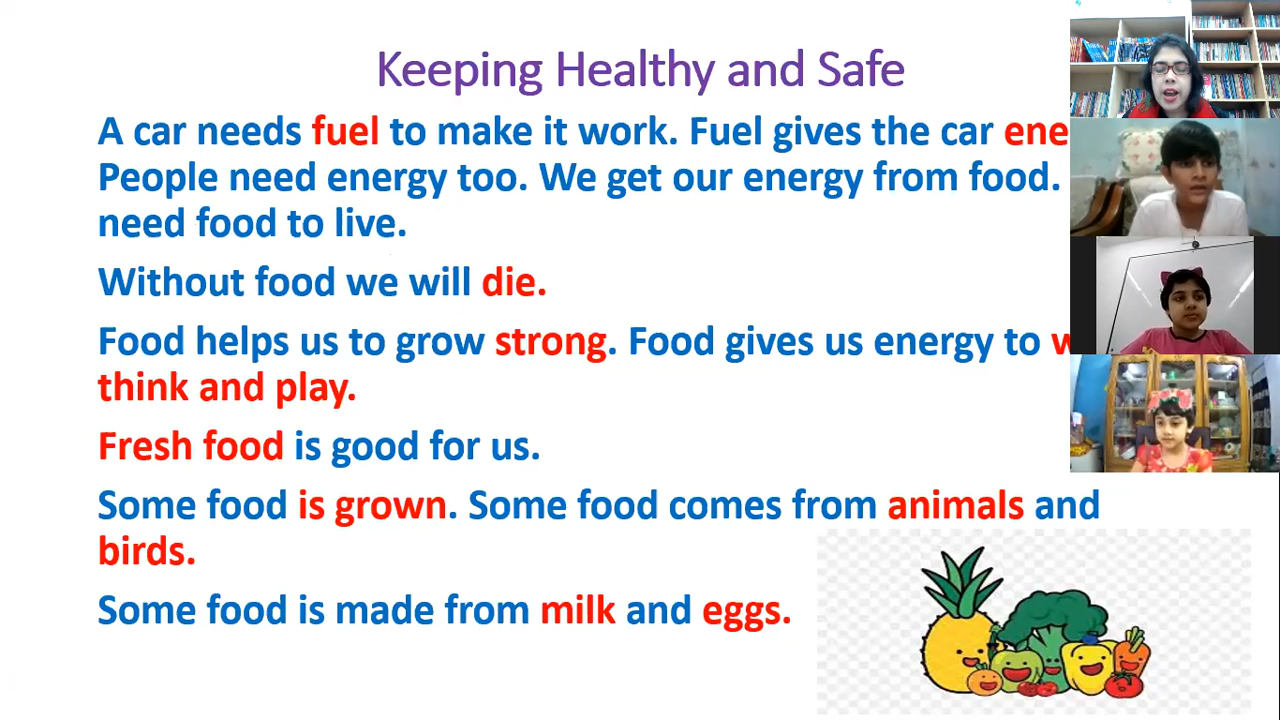 Keeping Healthy and Safe
A car needs fuel to make it work. Fuel gives the car
People need energy too. We get our energy from food.
need food to live.
Without food we will die.
Food helps us to grow strong. Food gives us energy to
think and play.
Fresh food is good for us.
Some food is grown. Some food comes from animals and
birds.
Some food is made from milk and eggs.